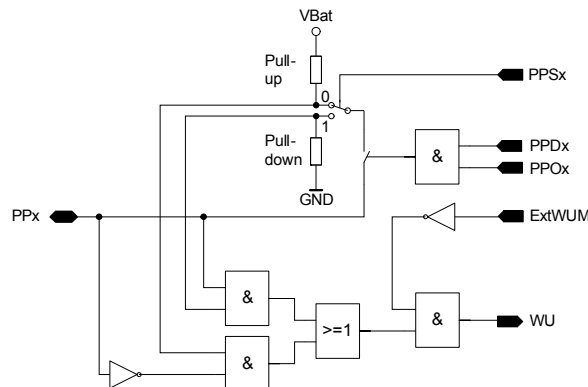 VBat
Pull-
up
PPSx
0
1
Pull-
down
&
PPDx
PPOx
GND
PPx
ExtWUM
&
>=1
&
WU
&